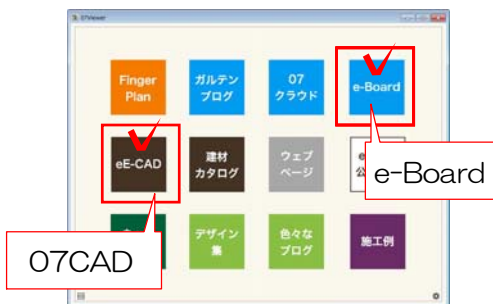 07Viewer
Finger
Plan
ガルテン
ブログ
07
クラウド
e-Board
eE-CAD
建材
カタログ
ウェブ
ページ
e-Board
07CAD
デザイン
集
色々な
ブログ
施工例